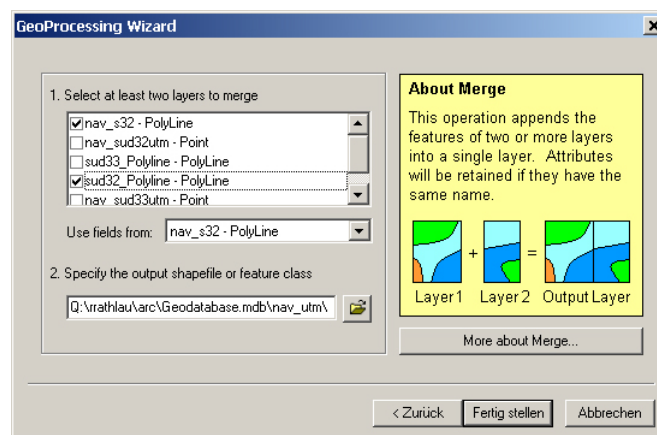 GeoProcessing Wizard
1. Select at least two layers to merge
nav_s32 - PolyLine
nav_sud32utm - Point
sud33_Polyline - PolyLine
sud32_Polyline - PolyLine
nav_sud33utm - Point
Use fields from: nav_s32 - PolyLine
2. Specify the output shapefile or feature class
Q:\rrathlau\arc\Geodatabase.mdb\nav_utm\
About Merge
This operation appends the
features of two or more layers
into a single layer. Attributes
will be retained if they have the
same name.
+ =
Layer1 Layer 2 Output Layer
More about Merge...
< Zurück Fertig stellen Abbrechen